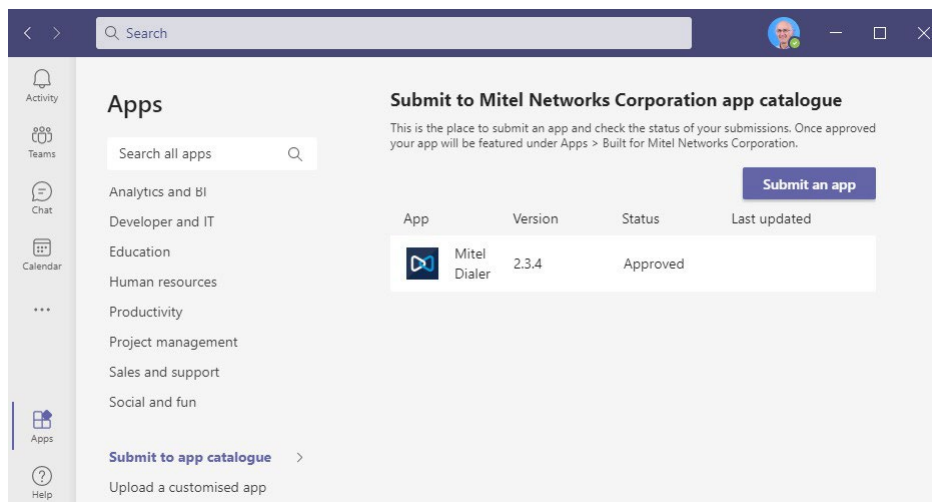 Search
Activity
Teams
Chat
Calendar
Apps
Help
Apps
Search all apps
Analytics and BI
Developer and IT
Education
Human resources
Productivity
Project management
Sales and support
Social and fun
Submit to app catalogue
Upload a customised app
Submit to Mitel Networks Corporation app catalogue
This is the place to submit an app and check the status of your submissions. Once approved
your app will be featured under Apps > Built for Mitel Networks Corporation.
Submit an app
App Version Status Last updated
Mitel
Dialer 2.3.4 Approved